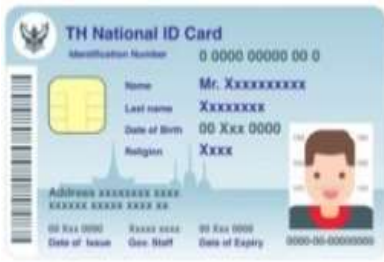 TH National ID Card
Identification Number 0 0000 00000 00 0
Name Mr. Xxxxxxxxxx
Last name Xxxxxxxx
Date of Birth 00 Xxx 0000
Religion Xxxx
Address xxxxxxx xxxx
xxxxxx xxxxx xxxx xx
00 Xxx 0000 Xxxxx xxxx 00 Xxx 0000
Date of Issue Gov. Staff Date of Expiry 0000-00-00000000